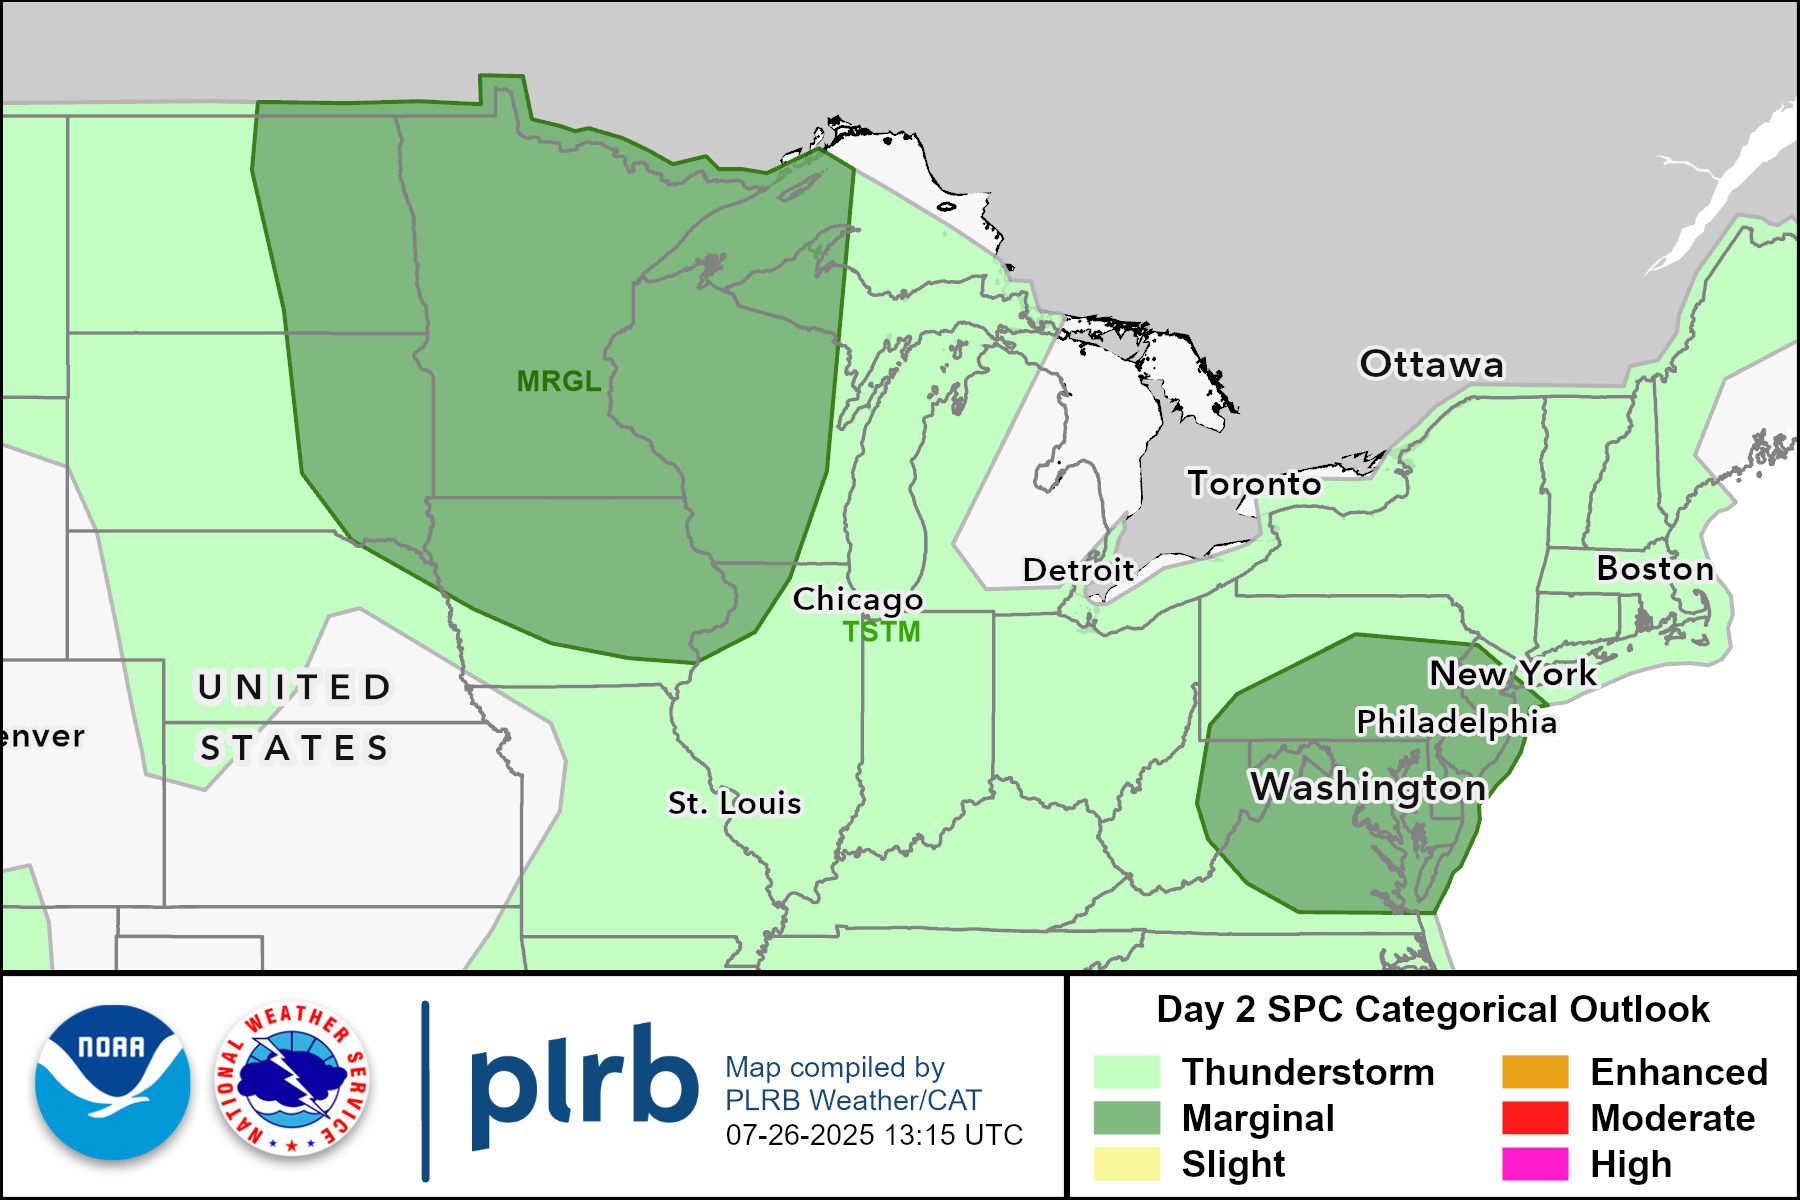 Ottawa
MRGL
Toronto
Detroit
Boston
Chicago
TSTM
New York
UNITED
STATES
Philadelphia
enver
Washington
St. Louis
NOAA
NATIONAL WEATHER SERVICE
plrb
Map compiled by
PLRB Weather/CAT
07-26-2025 13:15 UTC
Day 2 SPC Categorical Outlook
Thunderstorm
Marginal
Slight
Enhanced
Moderate
High